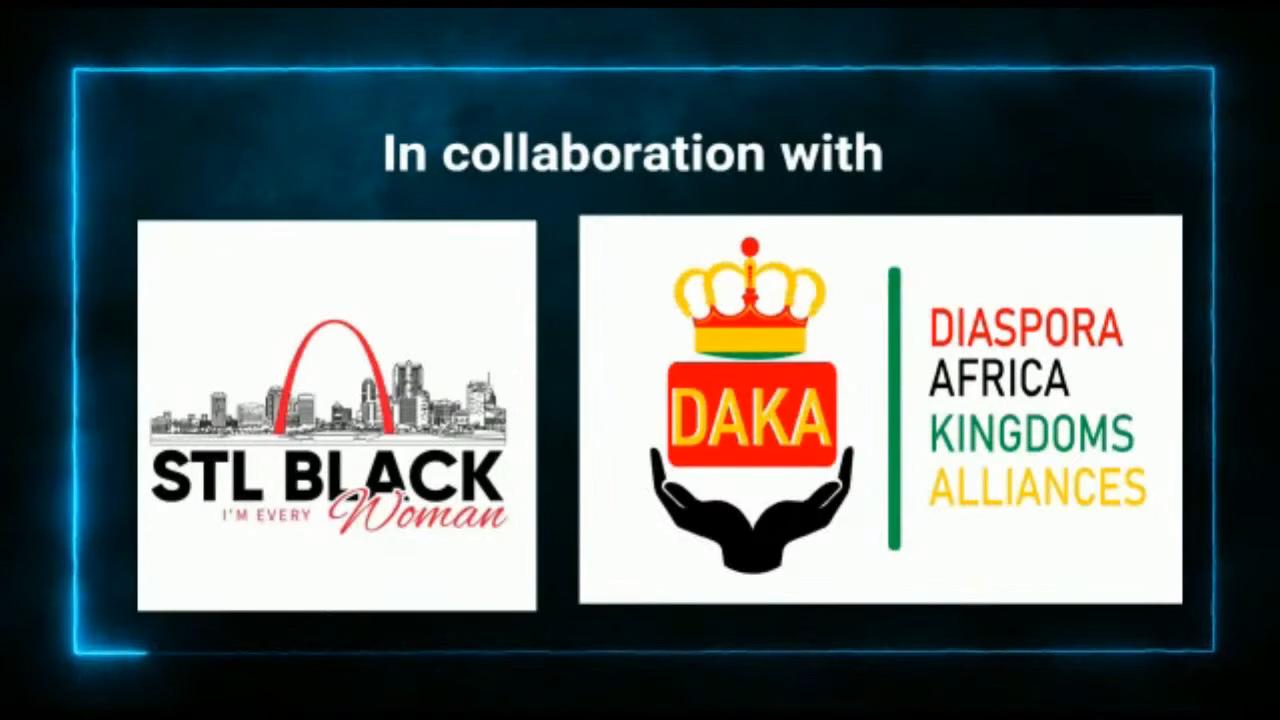 In collaboration with
STL BLACK
I'M EVERY Woman
DAKA
DIASPORA
AFRICA
KINGDOMS
ALLIANCES